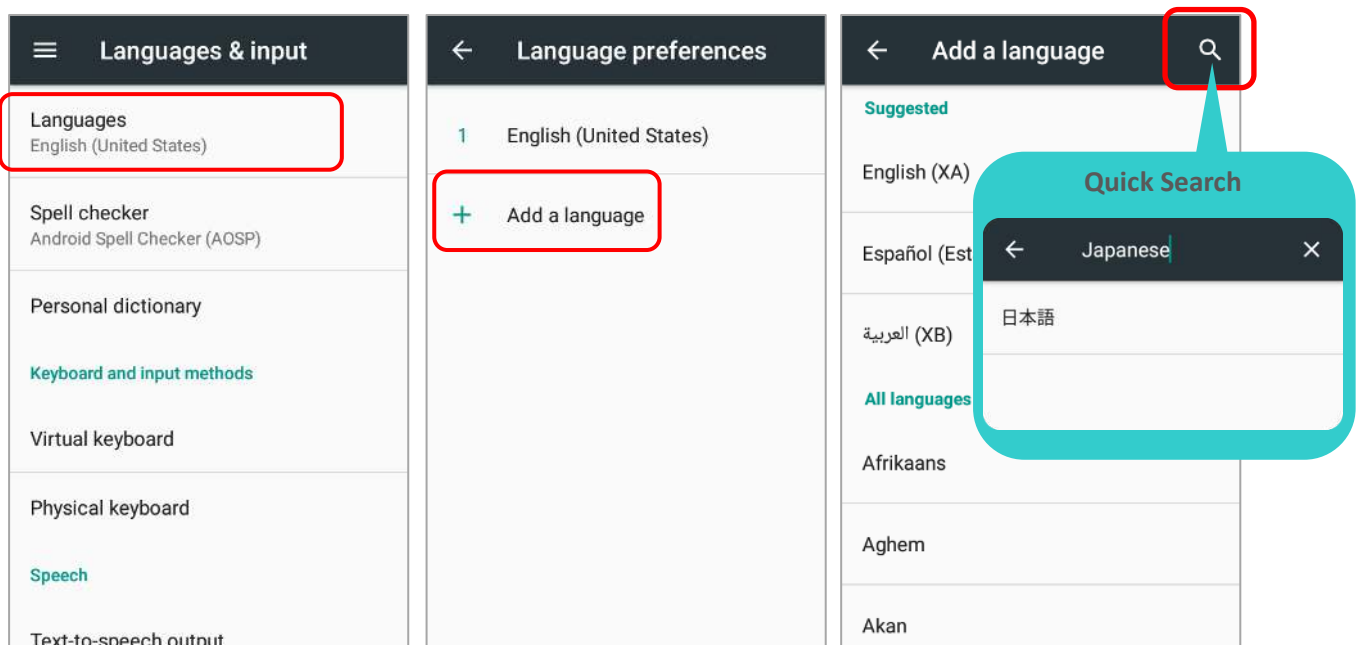 Languages & input
Languages
English (United States)
Spell checker
Android Spell Checker (AOSP)
Personal dictionary
Keyboard and input methods
Virtual keyboard
Physical keyboard
Speech
Text-to-speech output
Language preferences
1 English (United States)
+ Add a language
Add a language
Suggested
English (XA)
Español (Est
العربية (XB)
All languages
Afrikaans
Aghem
Akan
Quick Search
Japanese
日本語